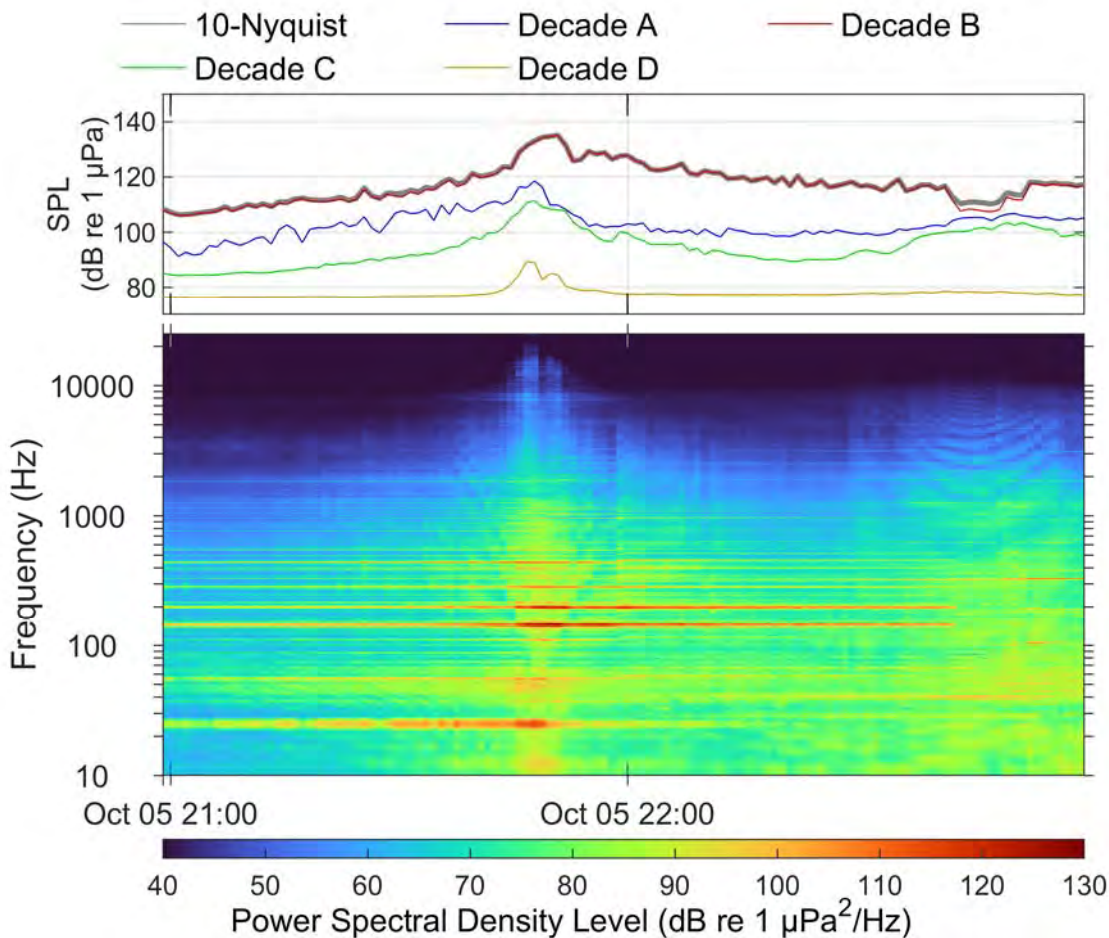 10-Nyquist Decade A Decade B
Decade C Decade D
SPL
(dB re 1 µPa)
140
120
100
80
Frequency (Hz)
10000
1000
100
10
Oct 05 21:00 Oct 05 22:00
40 50 60 70 80 90 100 110 120 130
Power Spectral Density Level (dB re 1 µPa²/Hz)